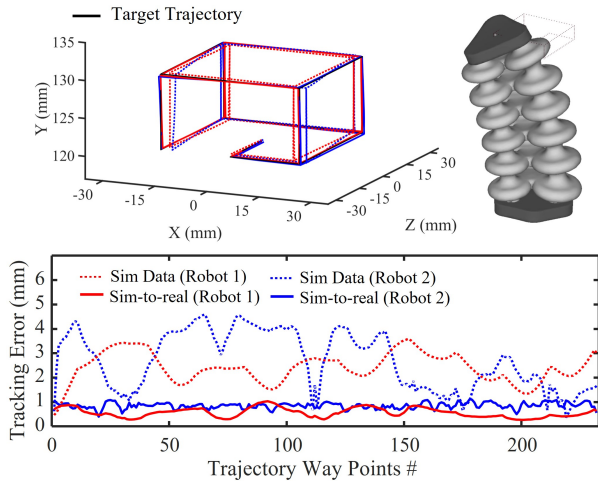 Target Trajectory
Y (mm)
135
130
125
120
-30
-15
0
15
30
X (mm)
-30
-15
0
15
30
Z (mm)
Tracking Error (mm)
6
5
4
3
2
1
0
Sim Data (Robot 1)
Sim Data (Robot 2)
Sim-to-real (Robot 1)
Sim-to-real (Robot 2)
0
50
100
150
200
Trajectory Way Points #